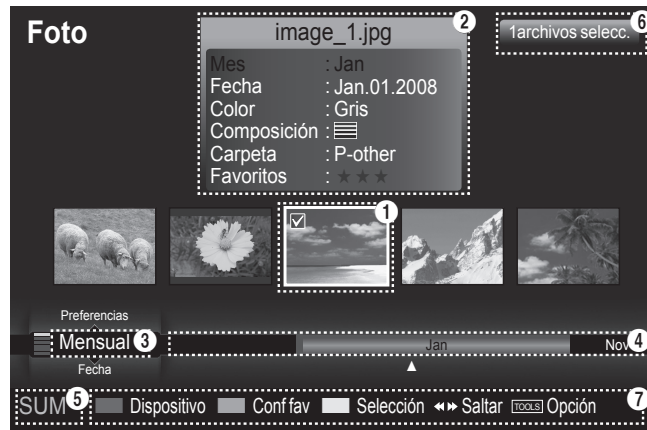 Foto
image_1.jpg
2
1archivos selecc.
6
Mes : Jan
Fecha : Jan.01.2008
Color : Gris
Composición :
Carpeta : P-other
Favoritos : ★★★
1
Preferencias
Mensual 3
Jan
Nov 4
Fecha
SUM 5
Dispositivo Conf fav Selección ◄► Saltar TOOLS Opción 7